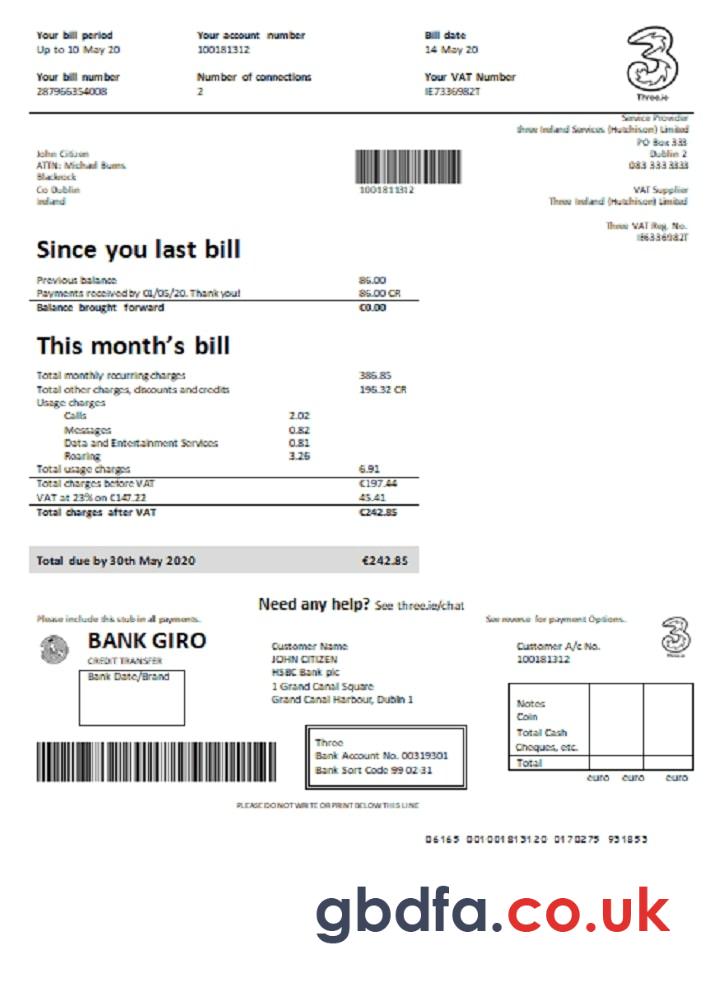 Your bill period
Up to 10 May 20
Your account number
100181312
Bill date
14 May 20
Your bill number
287966354008
Number of connections
2
Your VAT Number
IE7336982T
Three.ie
Service Provider
three Ireland Services (Hutchison) Limited
PO Box 333
Dublin 2
083 333 3333
VAT Supplier
Three Ireland (Hutchison) Limited
Three VAT Reg. No.
IE6336982T
John Citizen
ATTN: Michael Burns
Blackrock
Co Dublin
Ireland
1001811312
Since you last bill
Previous balance 86.00
Payments received by 01/05/20. Thank you! 86.00 CR
Balance brought forward €0.00
This month's bill
Total monthly recurring charges 386.85
Total other charges, discounts and credits 196.32 CR
Usage charges
Calls 2.02
Messages 0.82
Data and Entertainment Services 0.81
Roaring 3.26
Total usage charges 6.91
Total charges before VAT €197.44
VAT at 23% on €147.22 45.41
Total charges after VAT €242.85
Total due by 30th May 2020 €242.85
Need any help? See three.ie/chat
Please include this stub in all payments.
See reverse for payment Options.
BANK GIRO
CREDIT TRANSFER
Bank Date/Brand
Customer Name
JOHN CITIZEN
HSBC Bank plc
1 Grand Canal Square
Grand Canal Harbour, Dublin 1
Customer A/c No.
100181312
Three.ie
Three
Bank Account No. 00319301
Bank Sort Code 99 02 31
Notes
Coin
Total Cash
Cheques, etc.
Total
euro euro euro
PLEASE DO NOT WRITE OR PRINT BELOW THIS LINE
06165 001001813120 0170275 931853
gbdfa.co.uk